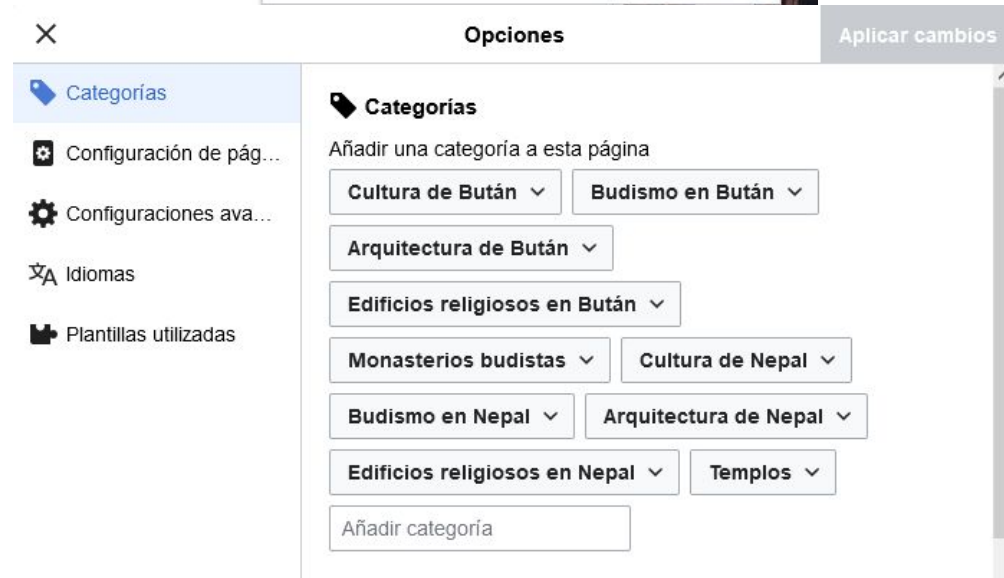 Opciones
Aplicar cambios
Categorías
Configuración de pág...
Configuraciones ava...
Idiomas
Plantillas utilizadas
Categorías
Añadir una categoría a esta página
Cultura de Bután
Budismo en Bután
Arquitectura de Bután
Edificios religiosos en Bután
Monasterios budistas
Cultura de Nepal
Budismo en Nepal
Arquitectura de Nepal
Edificios religiosos en Nepal
Templos
Añadir categoría